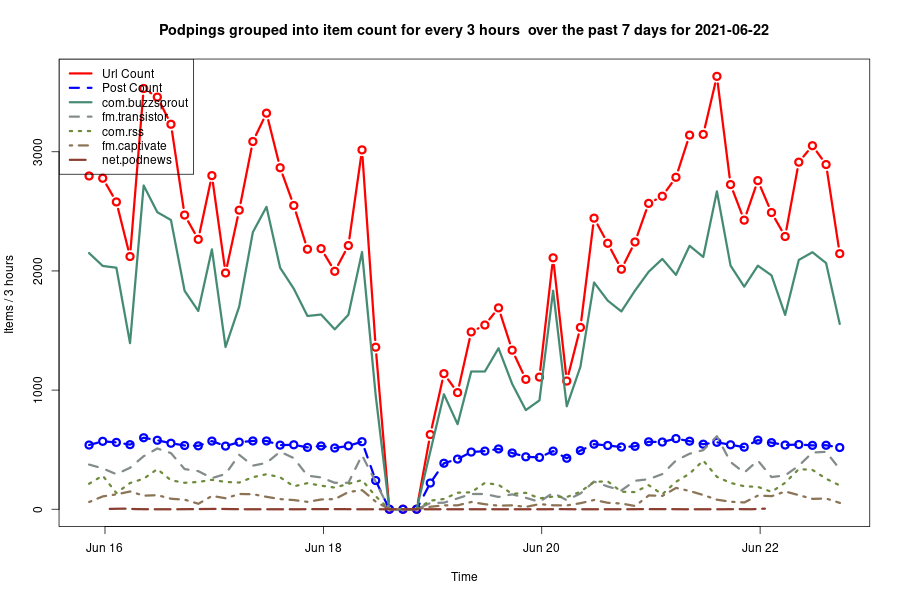 Podpings grouped into item count for every 3 hours  over the past 7 days for 2021-06-22
Url Count
Post Count
com.buzzsprout
fm.transistor
com.rss
fm.captivate
net.podnews
Items / 3 hours
3000
2000
1000
0
Jun 16
Jun 18
Jun 20
Jun 22
Time